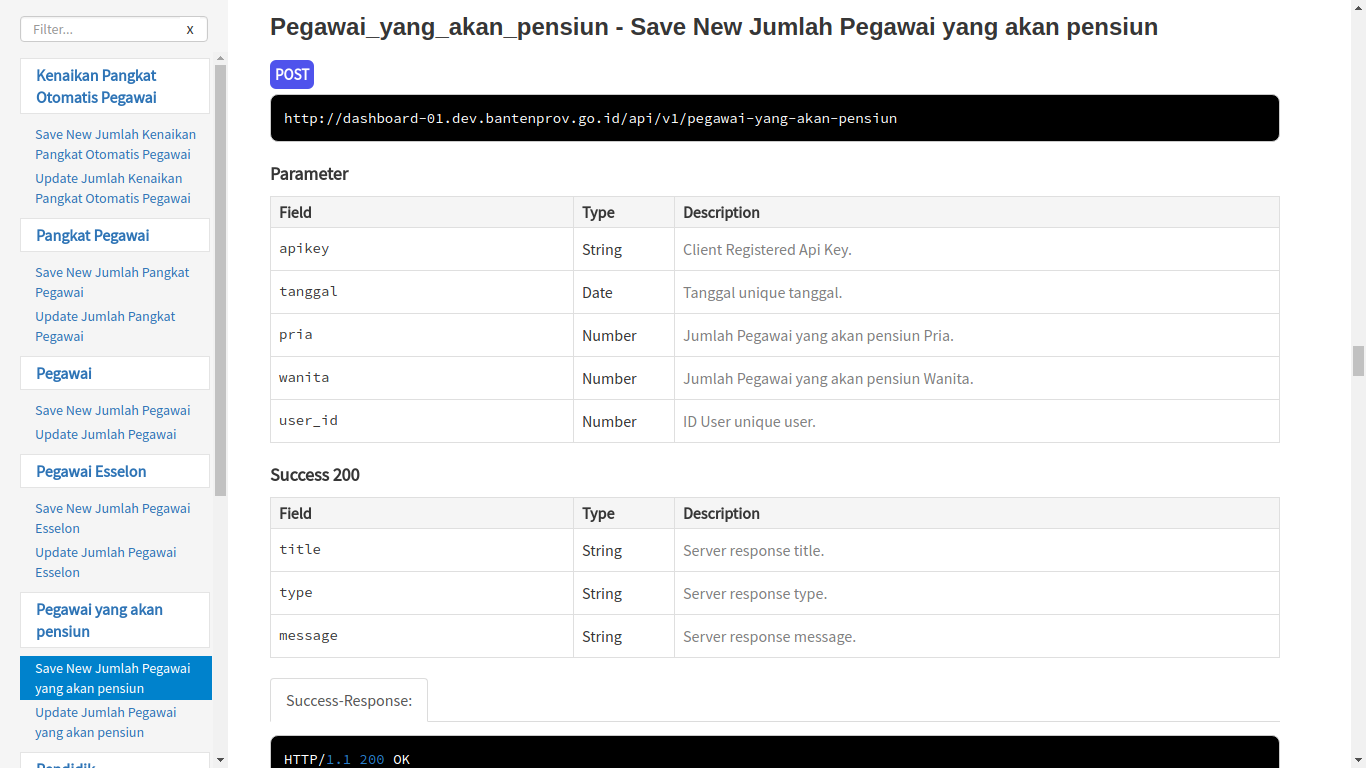 Filter...
x
Kenaikan Pangkat
Otomatis Pegawai
Save New Jumlah Kenaikan
Pangkat Otomatis Pegawai
Update Jumlah Kenaikan
Pangkat Otomatis Pegawai
Pangkat Pegawai
Save New Jumlah Pangkat
Pegawai
Update Jumlah Pangkat
Pegawai
Pegawai
Save New Jumlah Pegawai
Update Jumlah Pegawai
Pegawai Esselon
Save New Jumlah Pegawai
Esselon
Update Jumlah Pegawai
Esselon
Pegawai yang akan
pensiun
Save New Jumlah Pegawai
yang akan pensiun
Update Jumlah Pegawai
yang akan pensiun
Pendidik
Pegawai_yang_akan_pensiun - Save New Jumlah Pegawai yang akan pensiun
POST
http://dashboard-01.dev.bantenprov.go.id/api/v1/pegawai-yang-akan-pensiun
Parameter
Field Type Description
apikey String Client Registered Api Key.
tanggal Date Tanggal unique tanggal.
pria Number Jumlah Pegawai yang akan pensiun Pria.
wanita Number Jumlah Pegawai yang akan pensiun Wanita.
user_id Number ID User unique user.
Success 200
Field Type Description
title String Server response title.
type String Server response type.
message String Server response message.
Success-Response:
HTTP/1.1 200 OK